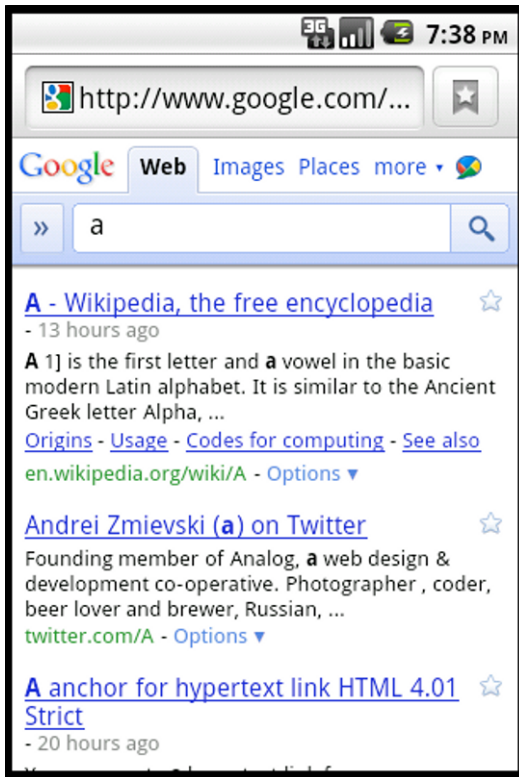 3G 7:38 PM
http://www.google.com/...
Google Web Images Places more ▾
» a
A - Wikipedia, the free encyclopedia
- 13 hours ago
A 1] is the first letter and a vowel in the basic
modern Latin alphabet. It is similar to the Ancient
Greek letter Alpha, ...
Origins - Usage - Codes for computing - See also
en.wikipedia.org/wiki/A - Options ▼
Andrei Zmievski (a) on Twitter
Founding member of Analog, a web design &
development co-operative. Photographer , coder,
beer lover and brewer, Russian, ...
twitter.com/A - Options ▼
A anchor for hypertext link HTML 4.01
Strict
- 20 hours ago